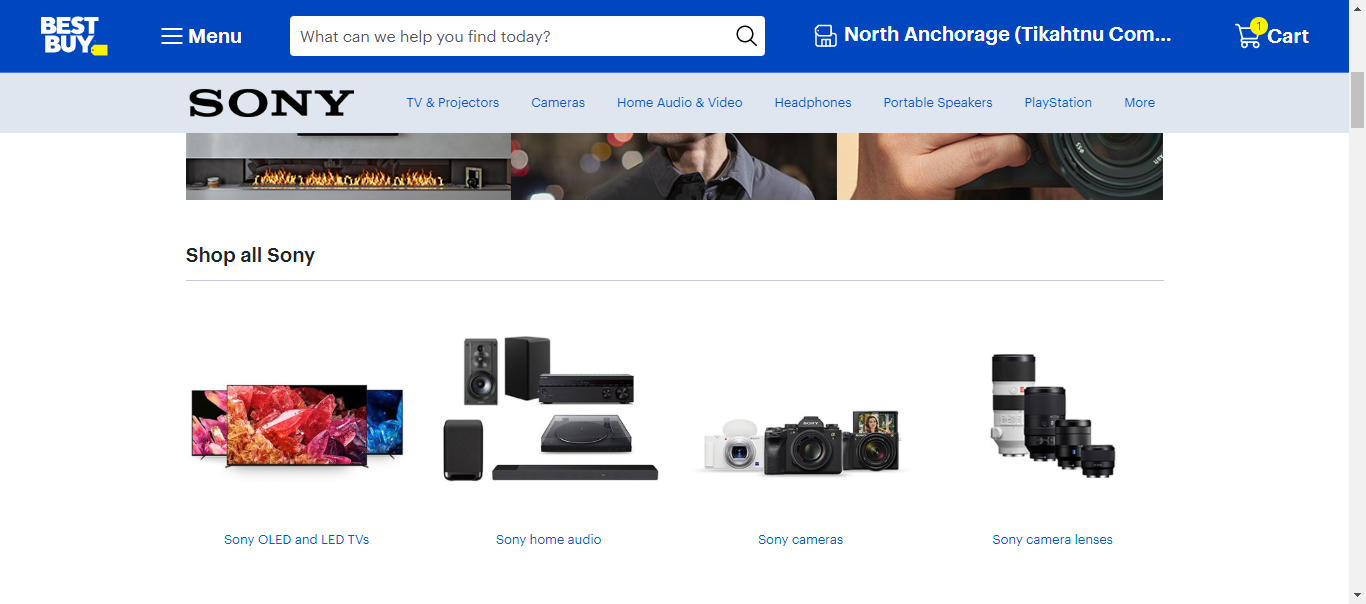 BEST BUY
Menu
What can we help you find today?
North Anchorage (Tikahtnu Com...
1
Cart
SONY
TV & Projectors
Cameras
Home Audio & Video
Headphones
Portable Speakers
PlayStation
More
Shop all Sony
SONY
Sony OLED and LED TVs
Sony home audio
Sony cameras
Sony camera lenses